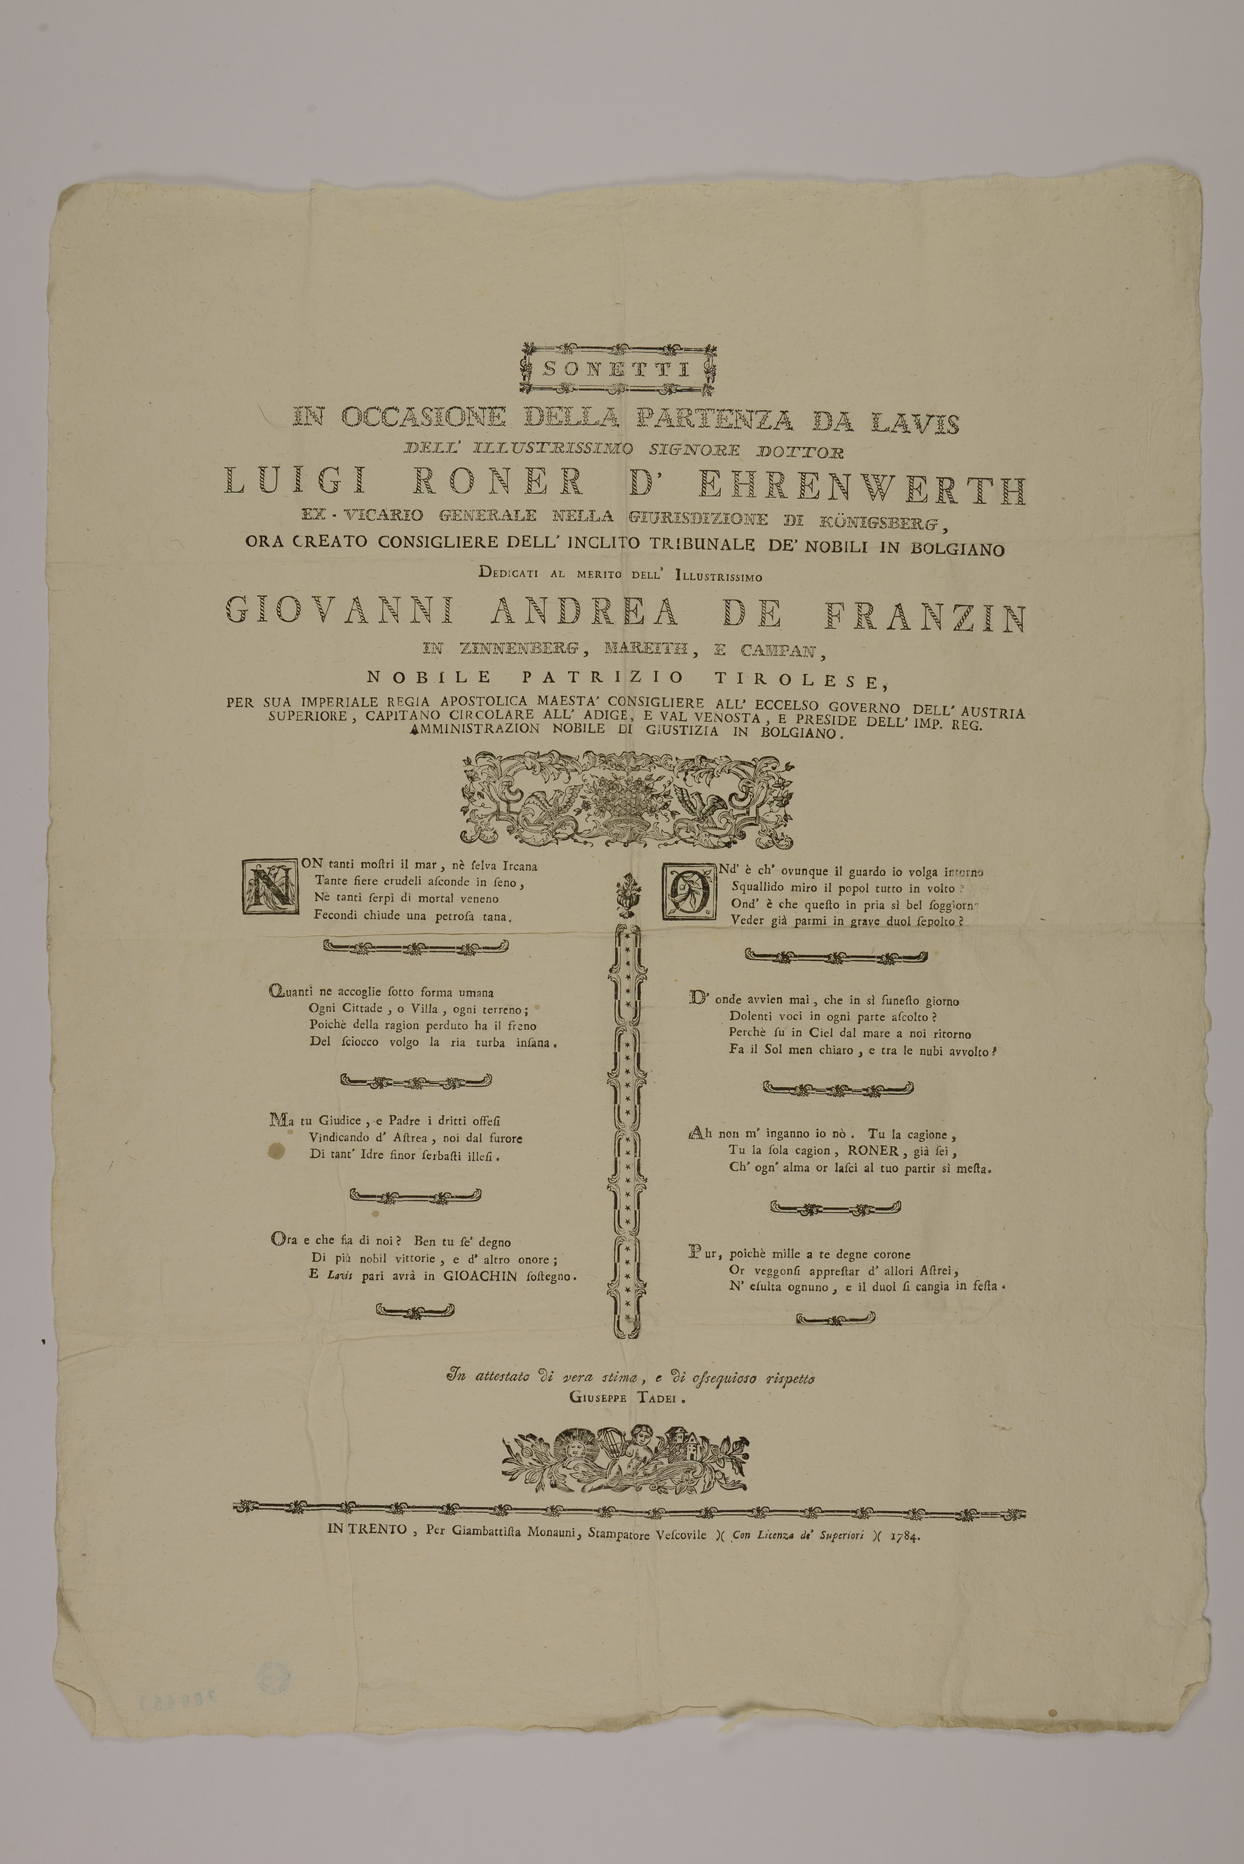 SONETTI
IN OCCASIONE DELLA PARTENZA DA LAVIS
DELL' ILLUSTRISSIMO SIGNORE DOTTOR
LUIGI RONER D' EHRENWERTH
EX-VICARIO GENERALE NELLA GIURISDIZIONE DI KÖNIGSBERG,
ORA CREATO CONSIGLIERE DELL' INCLITO TRIBUNALE DE' NOBILI IN BOLGIANO
DEDICATI AL MERITO DELL' ILLUSTRISSIMO
GIOVANNI ANDREA DE FRANZIN
IN ZINNENBERG, MAREITH, E CAMPAN,
NOBILE PATRIZIO TIROLESE,
PER SUA IMPERIALE REGIA APOSTOLICA MAESTA' CONSIGLIERE ALL' ECCELSO GOVERNO DELL' AUSTRIA
SUPERIORE, CAPITANO CIRCOLARE ALL' ADIGE, E VAL VENOSTA, E PRESIDE DELL' IMP. REG.
AMMINISTRAZION NOBILE DI GIUSTIZIA IN BOLGIANO.
NON tanti moſtri il mar, nè ſelva Ircana
Tante fiere crudeli aſconde in ſeno,
Nè tanti ſerpi di mortal veneno
Fecondi chiude una petroſa tana.
Quanti ne accoglie ſotto forma umana
Ogni Cittade, o Villa, ogni terreno;
Poichè della ragion perduto ha il freno
Del ſciocco volgo la ria turba inſana.
Ma tu Giudice, e Padre i dritti offeſi
Vindicando d' Aſtrea, noi dal furore
Di tant' Idre finor ſerbaſti illeſi.
Ora e che fia di noi? Ben tu ſe' degno
Di più nobil vittorie, e d' altro onore;
E Lavis pari avrà in GIOACHIN ſoſtegno.
ONd' è ch' ovunque il guardo io volga intorno
Squallido miro il popol tutto in volto?
Ond' è che queſto in pria sì bel ſoggiorno
Veder già parmi in grave duol ſepolto?
D' onde avvien mai, che in sì funeſto giorno
Dolenti voci in ogni parte aſcolto?
Perchè ſu in Ciel dal mare a noi ritorno
Fa il Sol men chiaro, e tra le nubi avvolto?
Ah non m' inganno io nò. Tu la cagione,
Tu la ſola cagion, RONER, già ſei,
Ch' ogn' alma or laſci al tuo partir sì meſta.
Pur, poichè mille a te degne corone
Or veggonſi appreſtar d' allori Aſtrei,
N' eſulta ognuno, e il duol ſi cangia in feſta.
In attestato di vera stima, e di oſsequioso rispetto
GIUSEPPE TADEI.
IN TRENTO, Per Giambattiſta Monauni, Stampatore Veſcovile )( Con Licenza de' Superiori )( 1784.